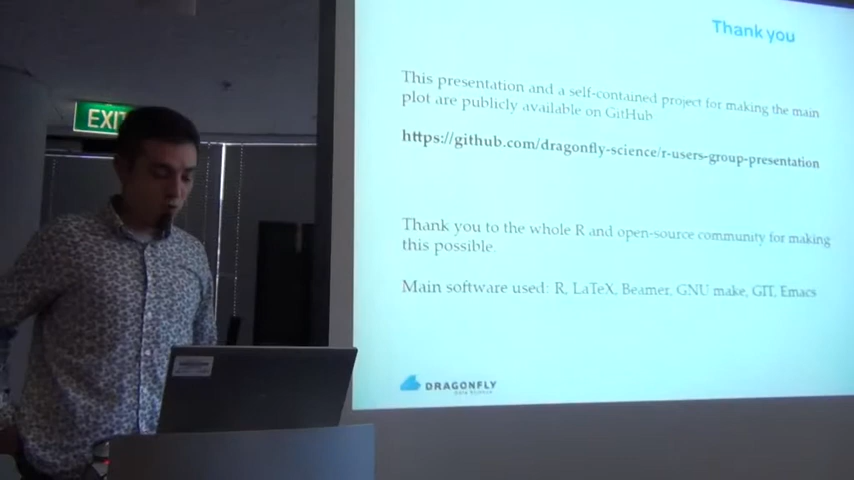 Thank you
This presentation and a self-contained project for making the main
plot are publicly available on GitHub
https://github.com/dragonfly-science/r-users-group-presentation
Thank you to the whole R and open-source community for making
this possible.
Main software used: R, LaTeX, Beamer, GNU make, GIT, Emacs
DRAGONFLY
Data Science
EXIT